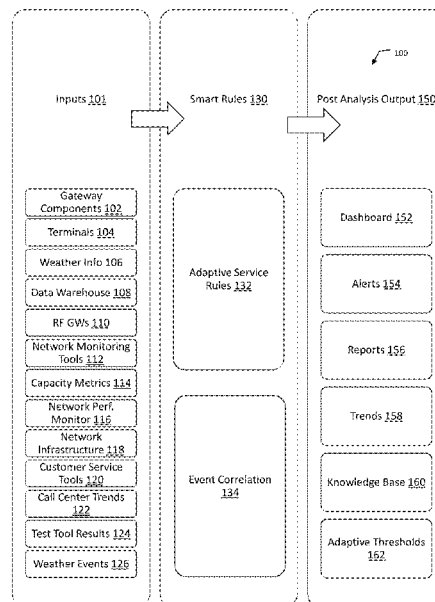 100
Inputs 101
Smart Rules 130
Post Analysis Output 150
Gateway
Components 102
Terminals 104
Weather Info 106
Data Warehouse 108
RF GWs 110
Network Monitoring
Tools 112
Capacity Metrics 114
Network Perf.
Monitor 116
Network
Infrastructure 118
Customer Service
Tools 120
Call Center Trends
122
Test Tool Results 124
Weather Events 126
Adaptive Service
Rules 132
Event Correlation
134
Dashboard 152
Alerts 154
Reports 156
Trends 158
Knowledge Base 160
Adaptive Thresholds
162